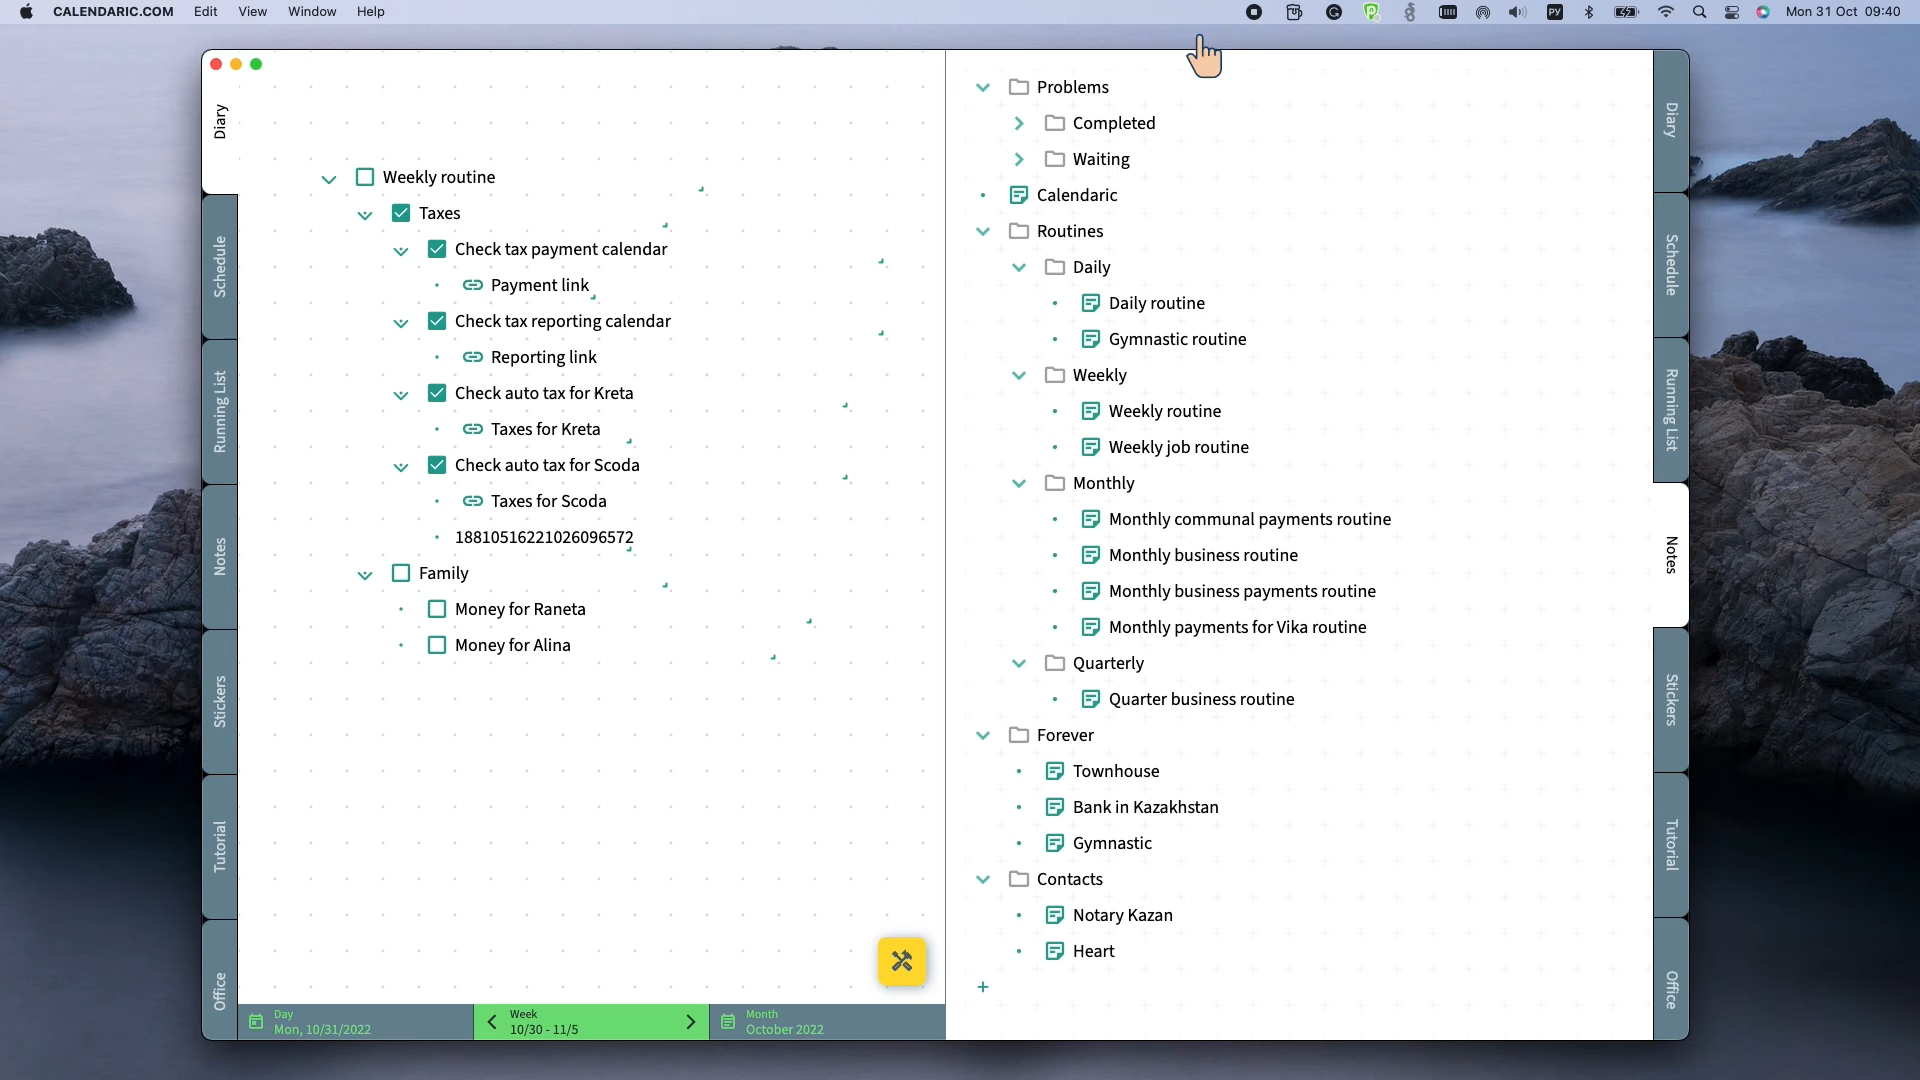 CALENDARIC.COM Edit View Window Help
РУ
Mon 31 Oct 09:40
Diary
Schedule
Running List
Notes
Stickers
Tutorial
Office
Weekly routine
Taxes
Check tax payment calendar
Payment link
Check tax reporting calendar
Reporting link
Check auto tax for Kreta
Taxes for Kreta
Check auto tax for Scoda
Taxes for Scoda
18810516221026096572
Family
Money for Raneta
Money for Alina
Day
Mon, 10/31/2022
Week
10/30 - 11/5
Month
October 2022
Problems
Completed
Waiting
Calendaric
Routines
Daily
Daily routine
Gymnastic routine
Weekly
Weekly routine
Weekly job routine
Monthly
Monthly communal payments routine
Monthly business routine
Monthly business payments routine
Monthly payments for Vika routine
Quarterly
Quarter business routine
Forever
Townhouse
Bank in Kazakhstan
Gymnastic
Contacts
Notary Kazan
Heart
Diary
Schedule
Running List
Notes
Stickers
Tutorial
Office